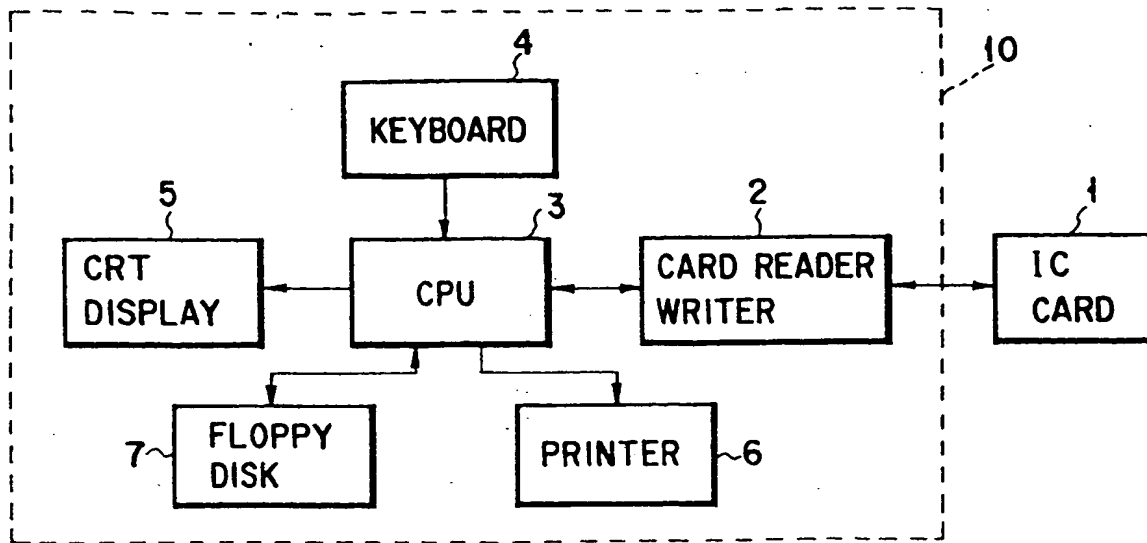 4
10
KEYBOARD
5
3
2
1
CRT
DISPLAY
CPU
CARD READER
WRITER
IC
CARD
7
FLOPPY
DISK
PRINTER
6